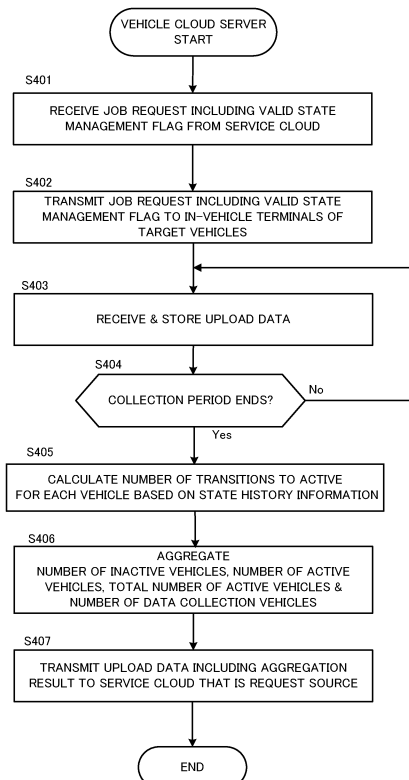 VEHICLE CLOUD SERVER
START
S401
RECEIVE JOB REQUEST INCLUDING VALID STATE
MANAGEMENT FLAG FROM SERVICE CLOUD
S402
TRANSMIT JOB REQUEST INCLUDING VALID STATE
MANAGEMENT FLAG TO IN-VEHICLE TERMINALS OF
TARGET VEHICLES
S403
RECEIVE & STORE UPLOAD DATA
S404
COLLECTION PERIOD ENDS?
No
Yes
S405
CALCULATE NUMBER OF TRANSITIONS TO ACTIVE
FOR EACH VEHICLE BASED ON STATE HISTORY INFORMATION
S406
AGGREGATE
NUMBER OF INACTIVE VEHICLES, NUMBER OF ACTIVE
VEHICLES, TOTAL NUMBER OF ACTIVE VEHICLES &
NUMBER OF DATA COLLECTION VEHICLES
S407
TRANSMIT UPLOAD DATA INCLUDING AGGREGATION
RESULT TO SERVICE CLOUD THAT IS REQUEST SOURCE
END